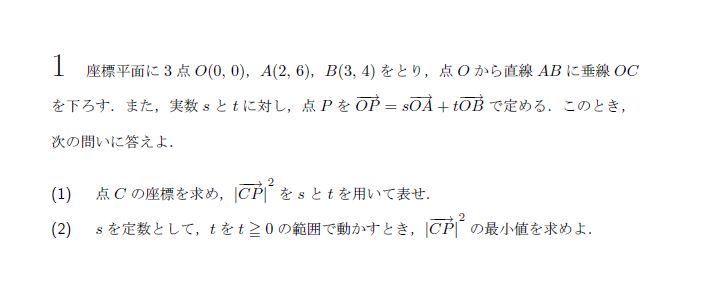 1 座標平面に 3 点 O(0, 0)，A(2, 6)，B(3, 4) をとり，点 O から直線 AB に垂線 OC
を下ろす．また，実数 s と t に対し，点 P を $\overrightarrow{OP} = s\overrightarrow{OA} + t\overrightarrow{OB}$ で定める．このとき，
次の問いに答えよ．
(1) 点 C の座標を求め，$|\overrightarrow{CP}|^2$ を s と t を用いて表せ．
(2) s を定数として，t を t ≧ 0 の範囲で動かすとき，$|\overrightarrow{CP}|^2$ の最小値を求めよ．